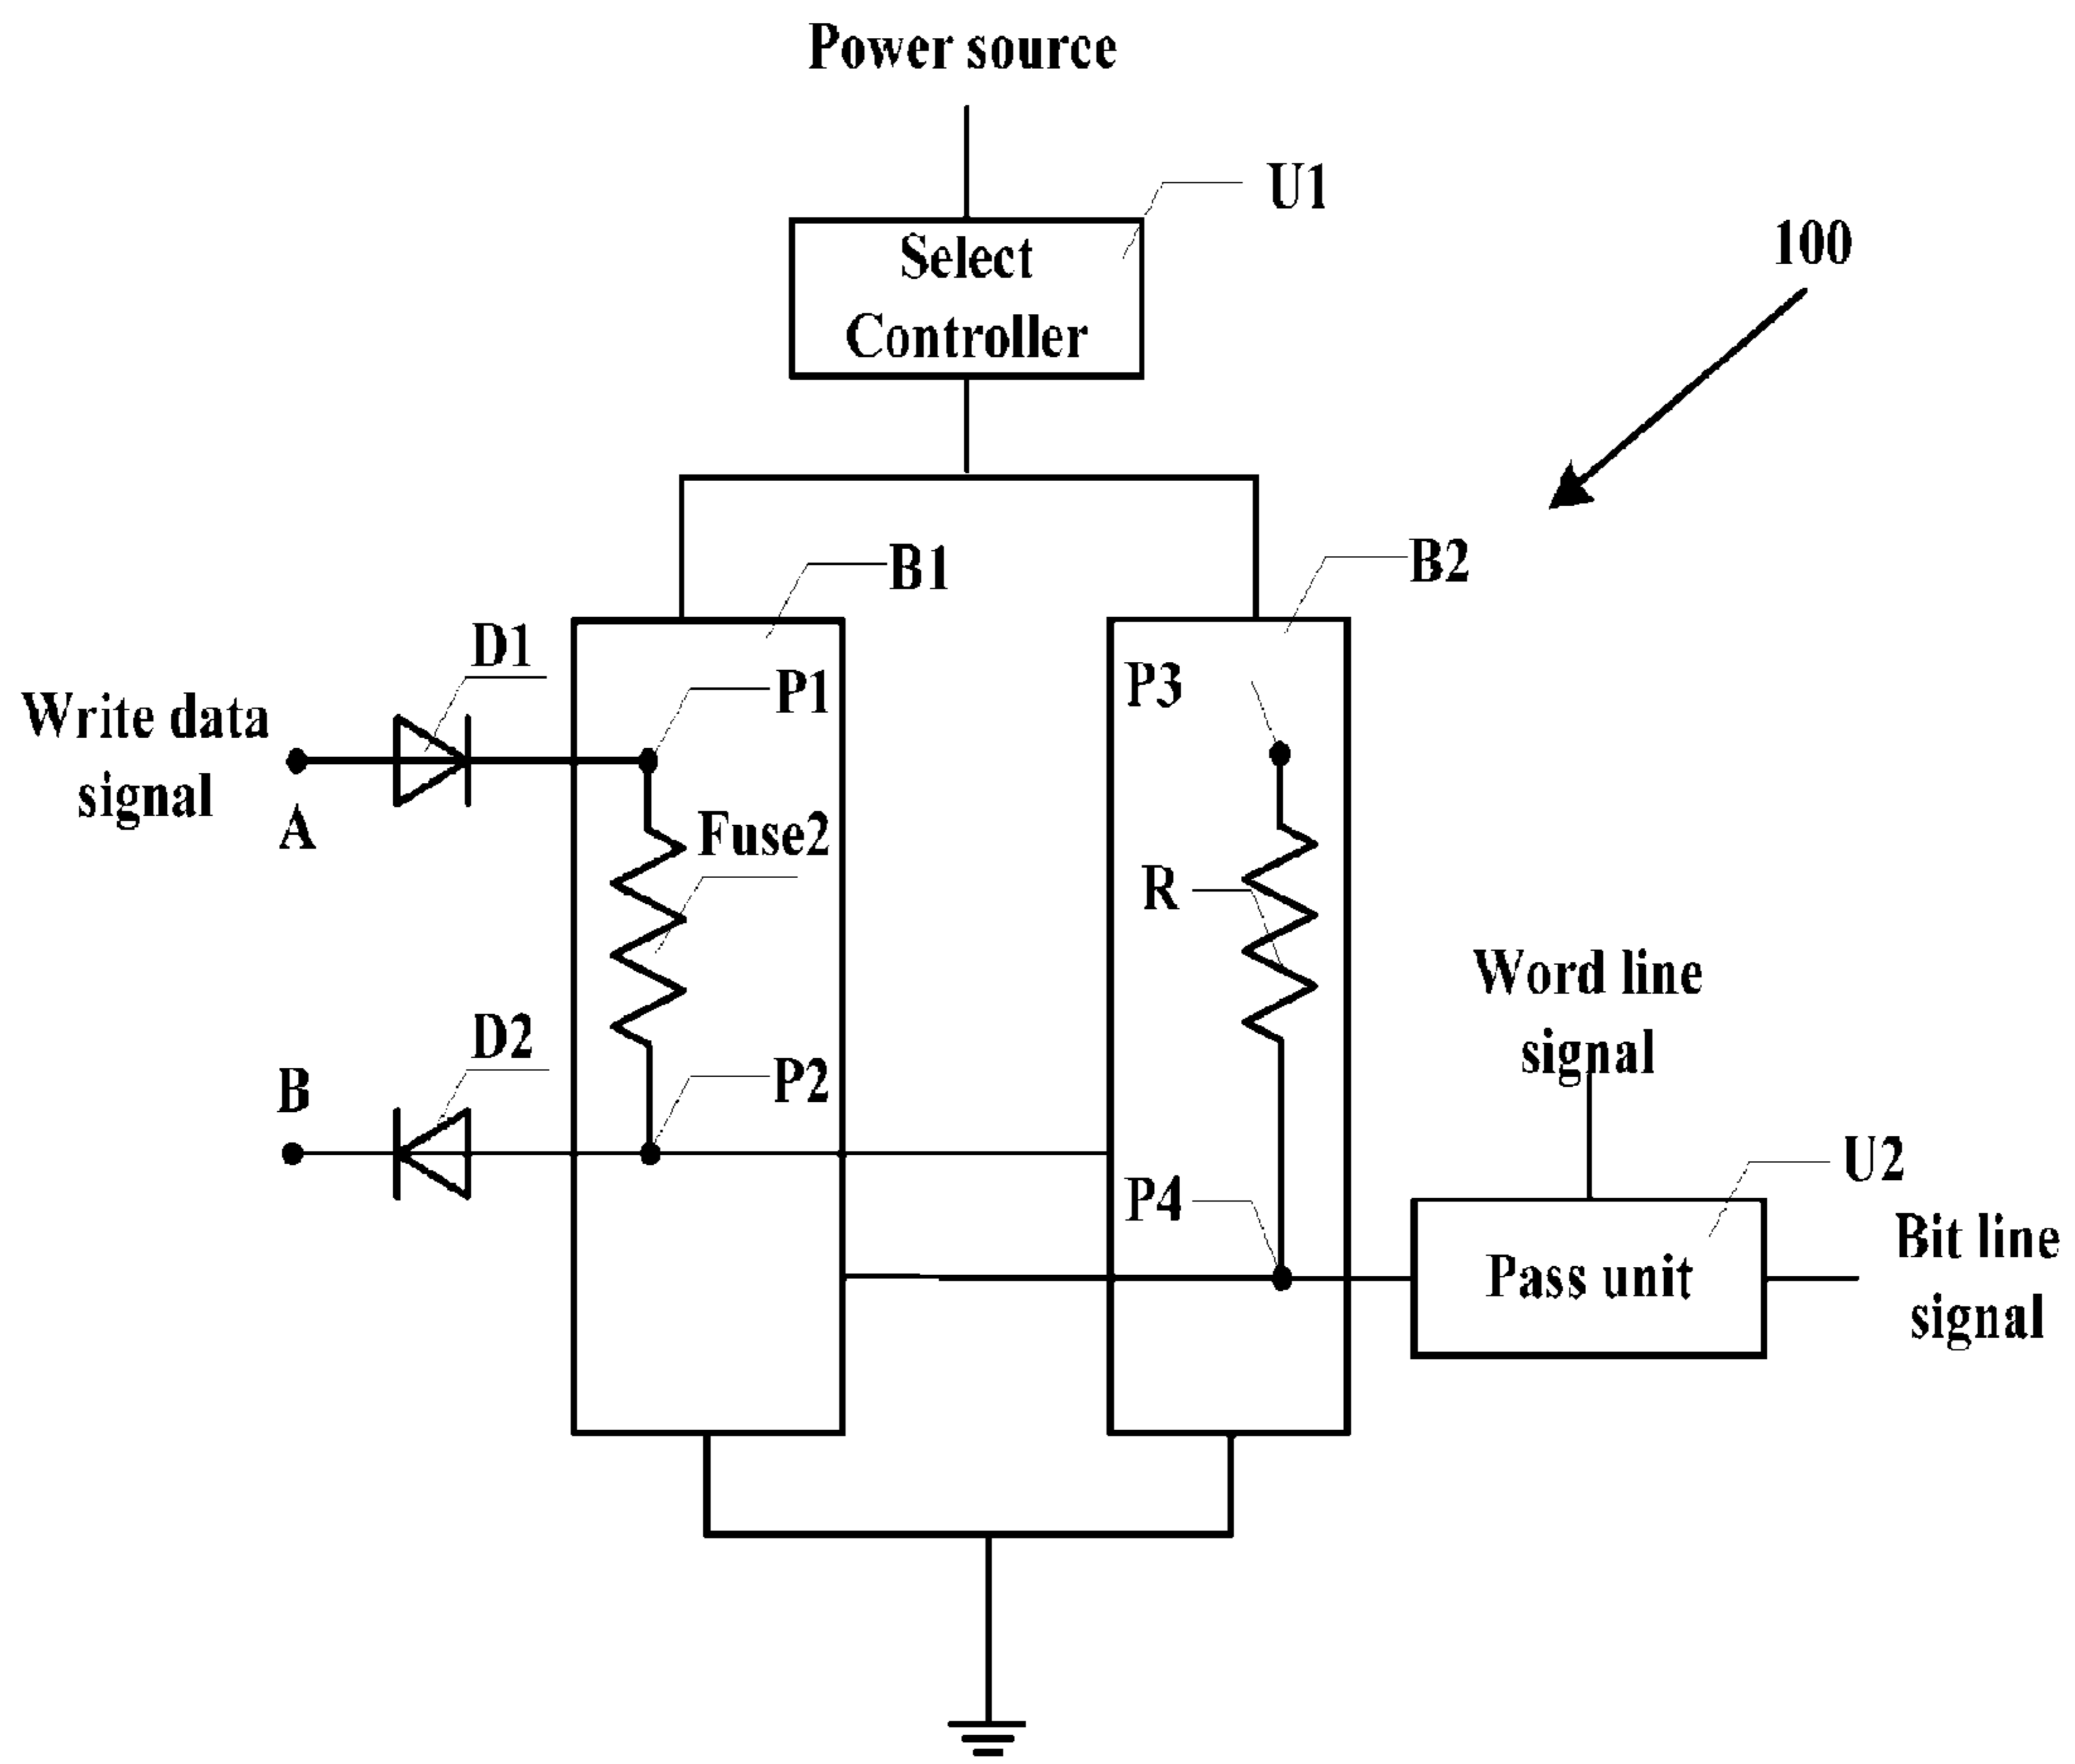 Power source
U1
Select
Controller
100
B1
B2
D1
P1
P3
Write data
signal
A
Fuse2
R
Word line
signal
D2
B
P2
P4
U2
Pass unit
Bit line
signal